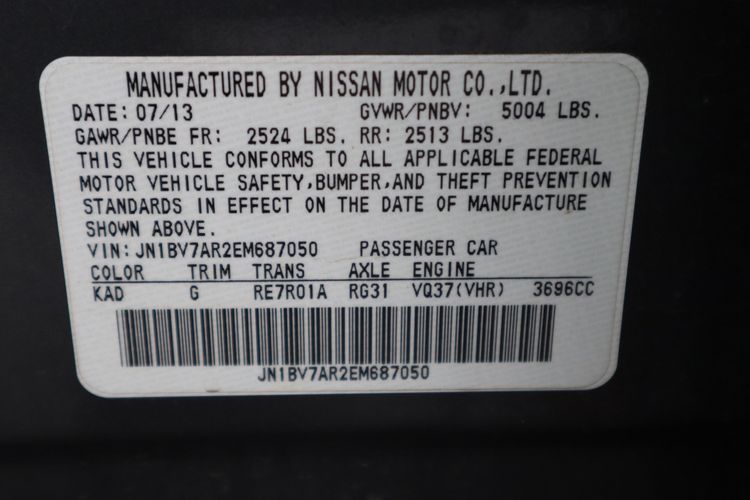 MANUFACTURED BY NISSAN MOTOR CO.,LTD.
DATE: 07/13 GVWR/PNBV: 5004 LBS.
GAWR/PNBE FR: 2524 LBS. RR: 2513 LBS.
THIS VEHICLE CONFORMS TO ALL APPLICABLE FEDERAL
MOTOR VEHICLE SAFETY,BUMPER,AND THEFT PREVENTION
STANDARDS IN EFFECT ON THE DATE OF MANUFACTURE
SHOWN ABOVE.
VIN:JN1BV7AR2EM687050 PASSENGER CAR
COLOR TRIM TRANS AXLE ENGINE
KAD G RE7R01A RG31 VQ37(VHR) 3696CC
JN1BV7AR2EM687050